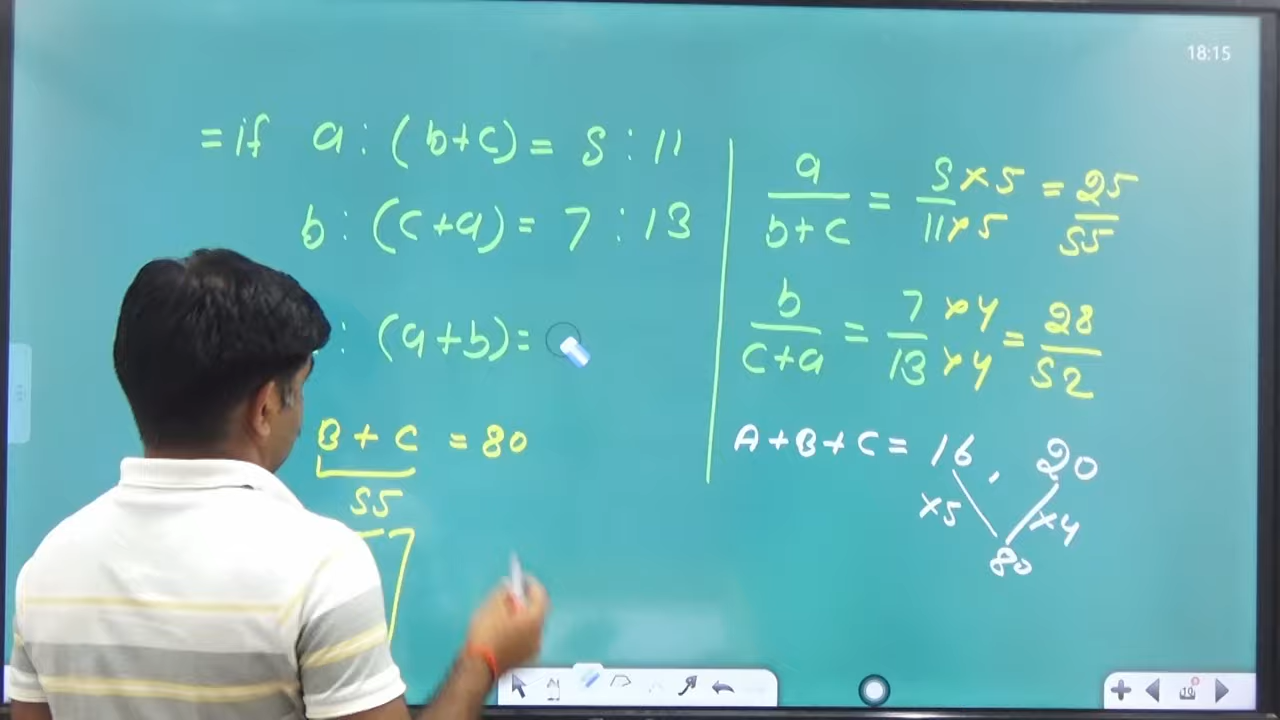 18:15
= if a : (b+c) = 5 : 11
b : (c+a) = 7 : 13
: (a+b) =
B + C = 80
55
a/b+c = 5×5/11×5 = 25/55
b/c+a = 7×4/13×4 = 28/52
A+B+C = 16, 20
×5 ×4
80